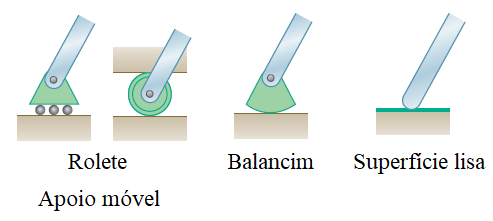 Rolete
Balancim
Superfície lisa
Apoio móvel